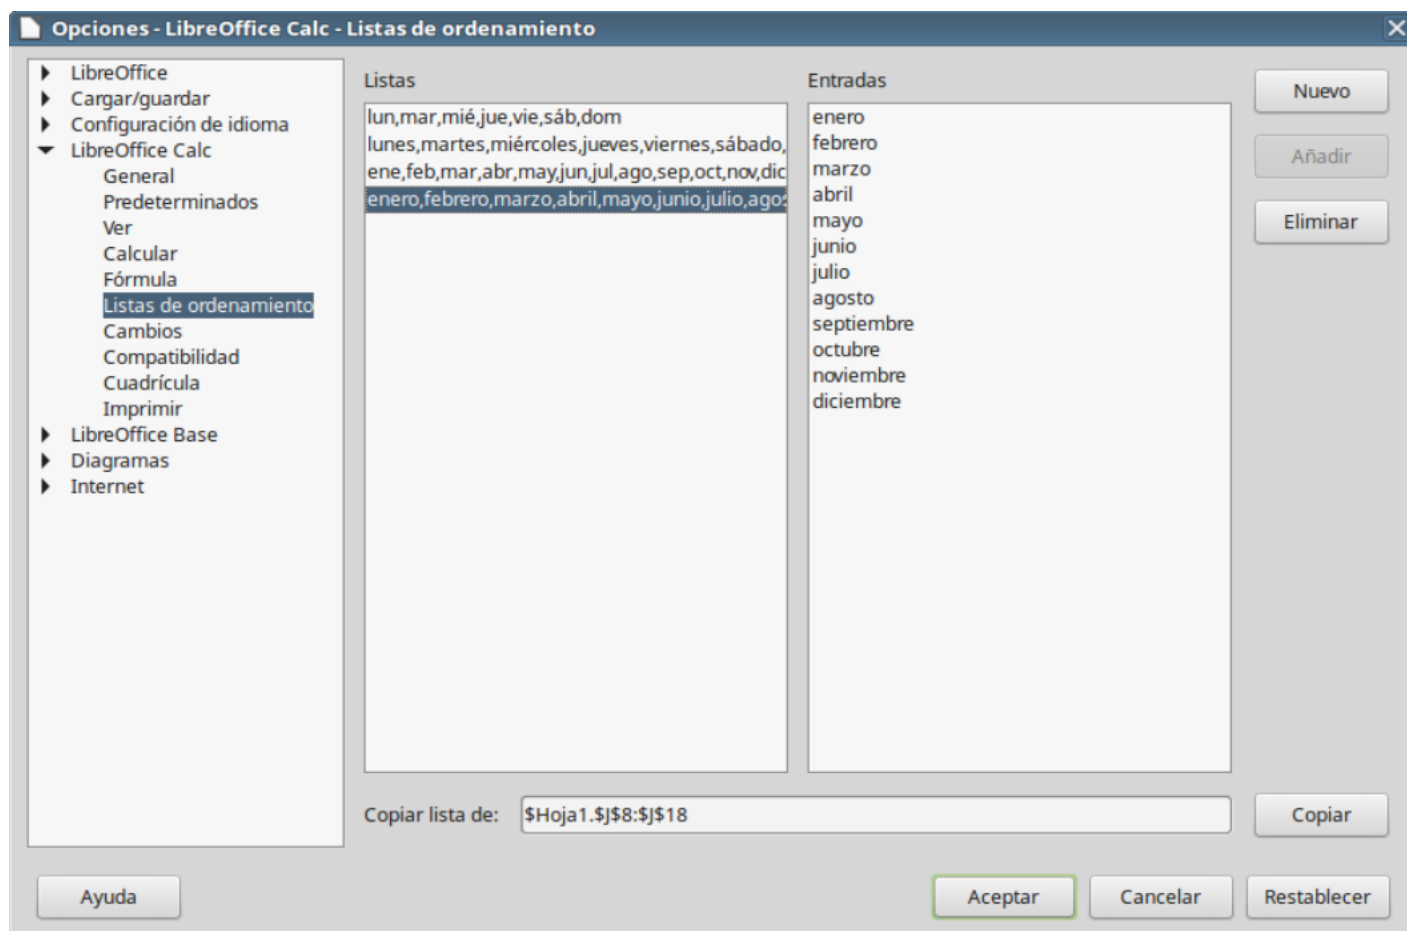 Opciones - LibreOffice Calc - Listas de ordenamiento
LibreOffice
Cargar/guardar
Configuración de idioma
LibreOffice Calc
General
Predeterminados
Ver
Calcular
Fórmula
Listas de ordenamiento
Cambios
Compatibilidad
Cuadrícula
Imprimir
LibreOffice Base
Diagramas
Internet
Listas
lun,mar,mié,jue,vie,sáb,dom
lunes,martes,miércoles,jueves,viernes,sábado,
ene,feb,mar,abr,may,jun,jul,ago,sep,oct,nov,dic
enero,febrero,marzo,abril,mayo,junio,julio,agos
Entradas
enero
febrero
marzo
abril
mayo
junio
julio
agosto
septiembre
octubre
noviembre
diciembre
Nuevo
Añadir
Eliminar
Copiar lista de:
$Hoja1.$J$8:$J$18
Copiar
Ayuda
Aceptar
Cancelar
Restablecer